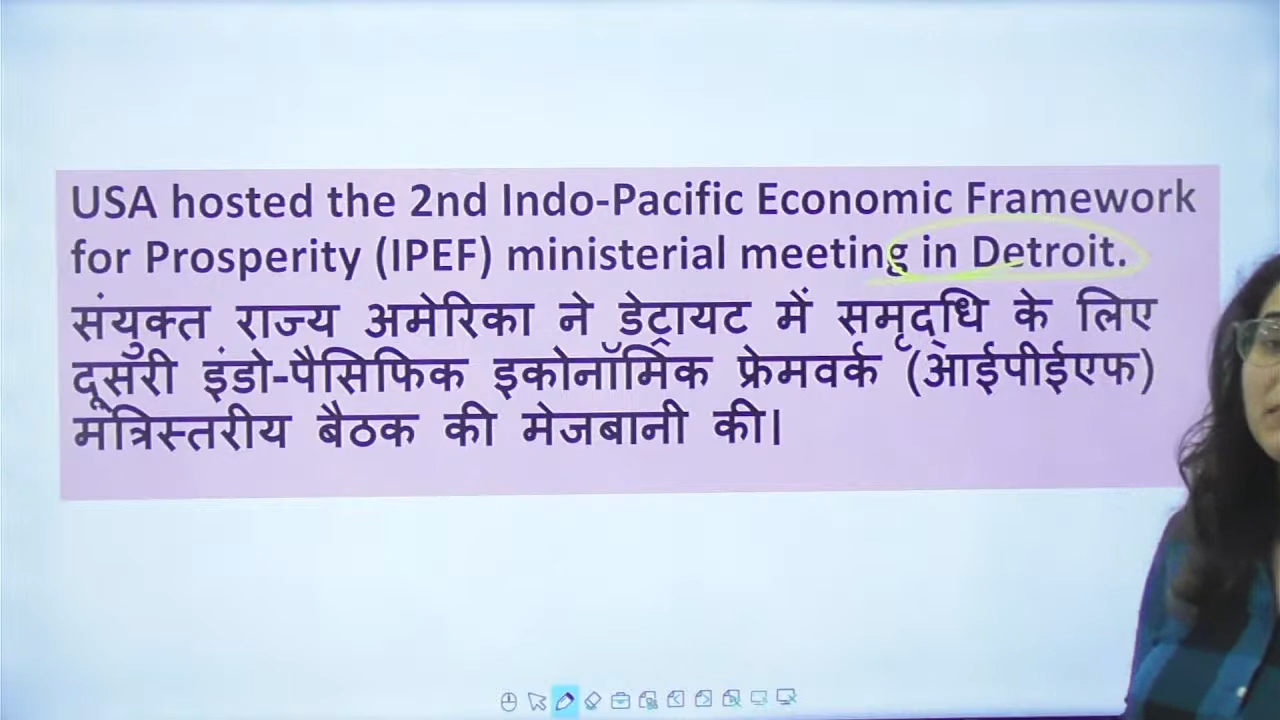 USA hosted the 2nd Indo-Pacific Economic Framework
for Prosperity (IPEF) ministerial meeting in Detroit.
संयुक्त राज्य अमेरिका ने डेट्रायट में समृद्धि के लिए
दूसरी इंडो-पैसिफिक इकोनॉमिक फ्रेमवर्क (आईपीईएफ)
मंत्रिस्तरीय बैठक की मेजबानी की।